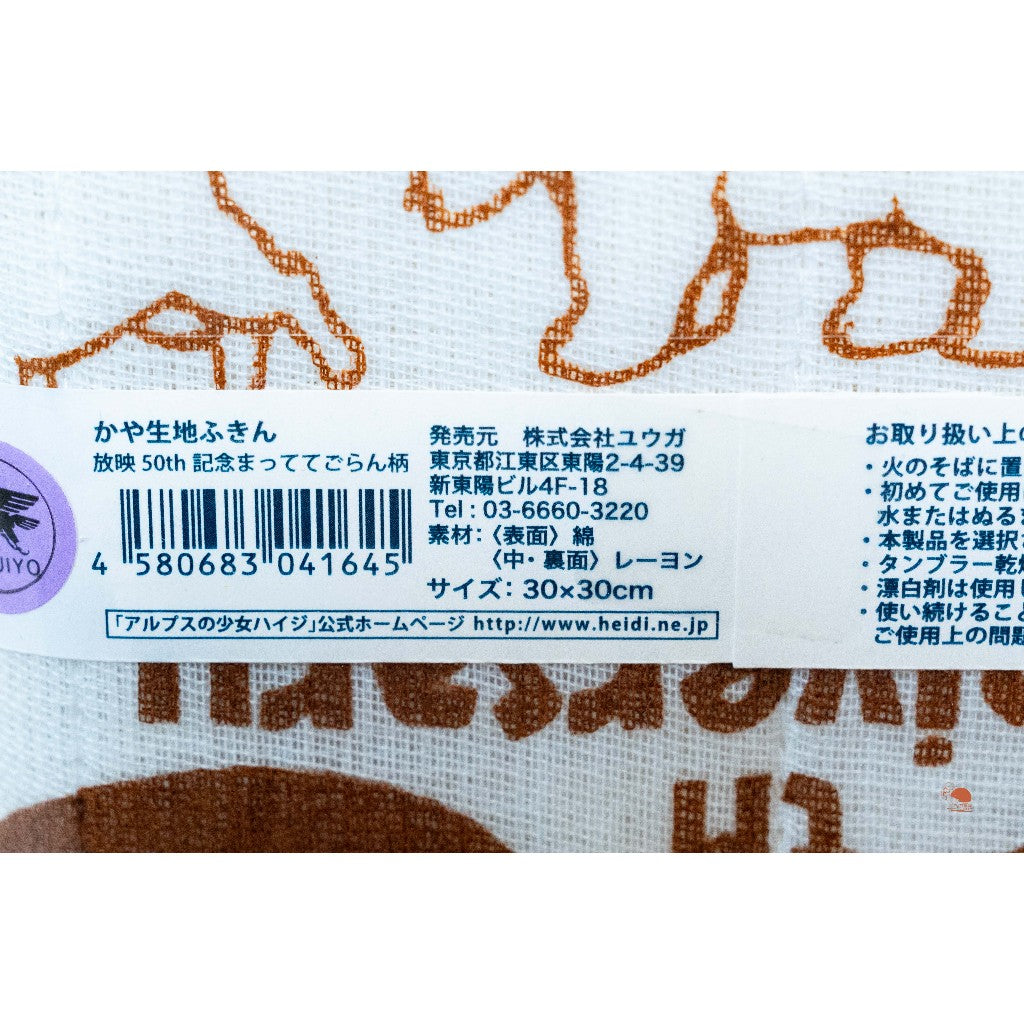 かや生地ふきん
放映 50th 記念まっててごらん柄
4 580683 041645
発売元 株式会社ユウガ
東京都江東区東陽2-4-39
新東陽ビル4F-18
Tel : 03-6660-3220
素材:〈表面〉綿
〈中・裏面〉レーヨン
サイズ: 30×30cm
「アルプスの少女ハイジ」公式ホームページ http://www.heidi.ne.jp
お取り扱い上の
・火のそばに置
・初めてご使用
水またはぬるま
・本製品を選択
・タンブラー乾燥
・漂白剤は使用し
・使い続けること
ご使用上の問題